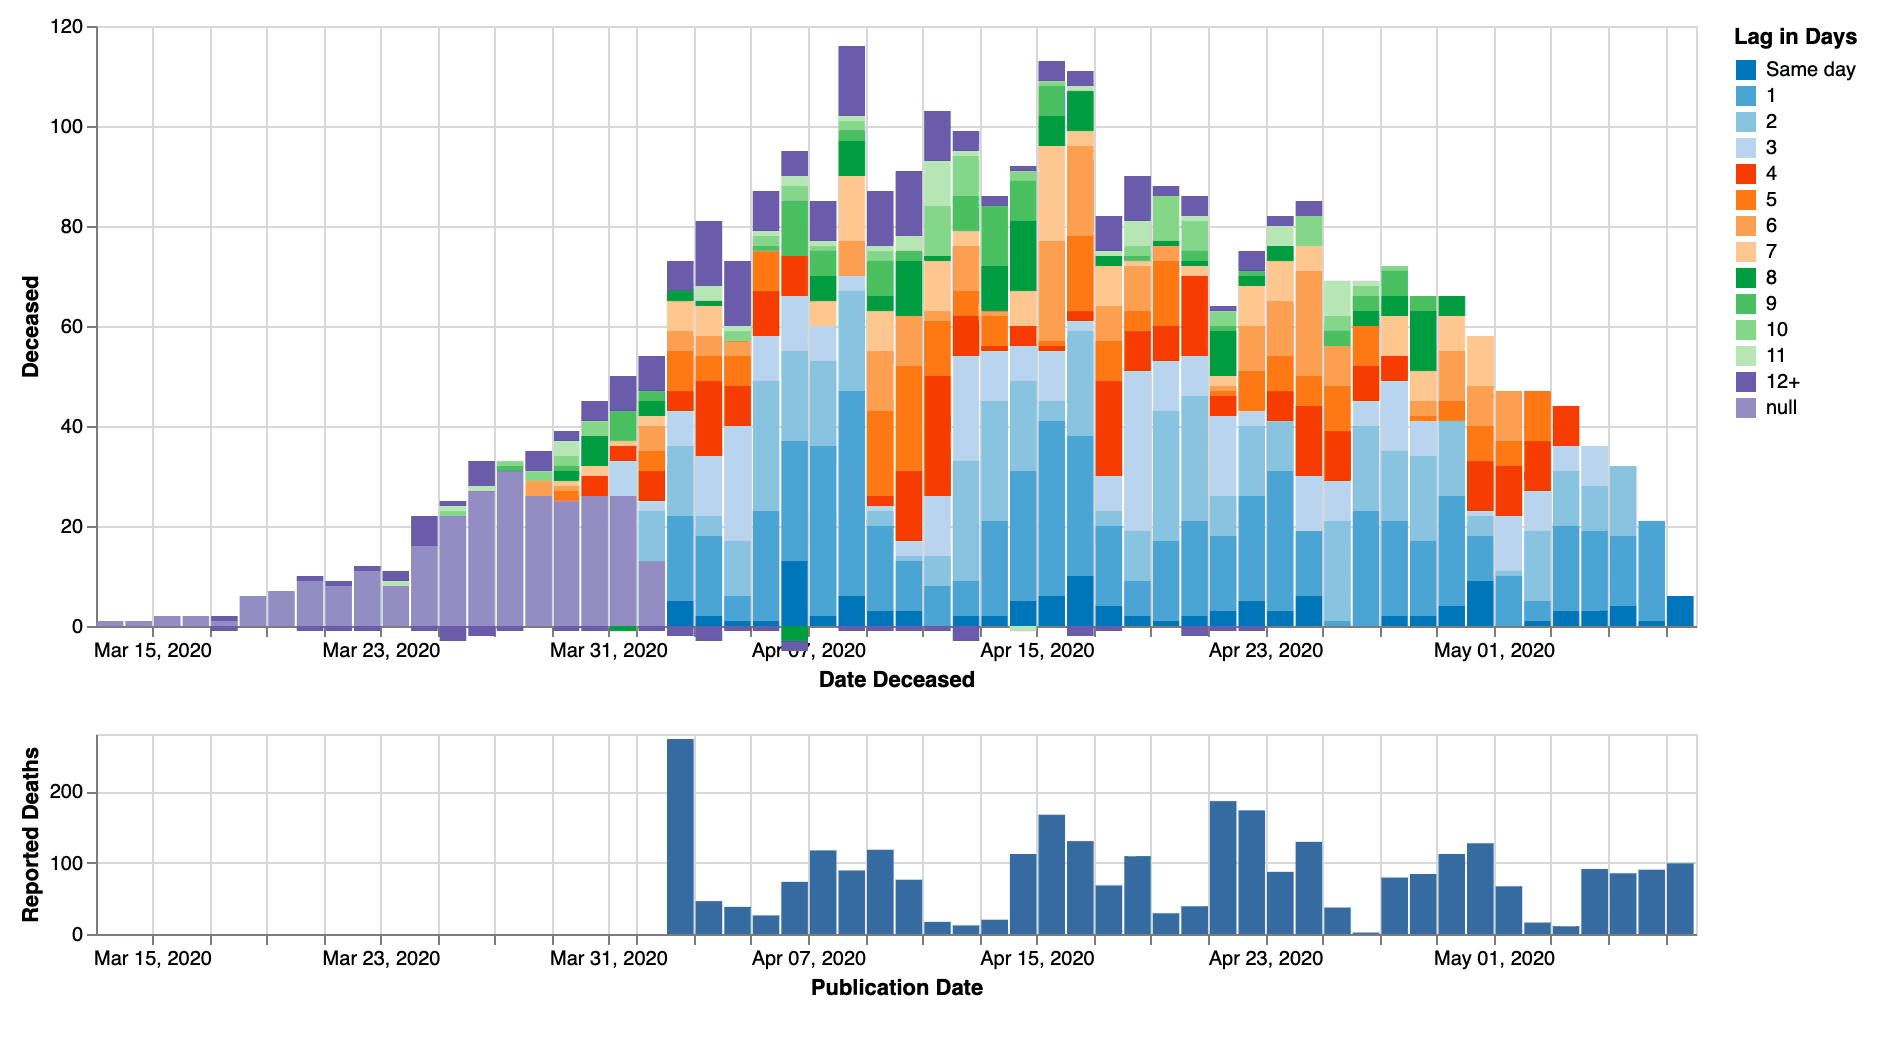 120
100
80
60
40
20
0
Deceased
Mar 15, 2020 Mar 23, 2020 Mar 31, 2020 Apr 07, 2020 Apr 15, 2020 Apr 23, 2020 May 01, 2020
Date Deceased
Lag in Days
Same day
1
2
3
4
5
6
7
8
9
10
11
12+
null
200
100
0
Reported Deaths
Mar 15, 2020 Mar 23, 2020 Mar 31, 2020 Apr 07, 2020 Apr 15, 2020 Apr 23, 2020 May 01, 2020
Publication Date